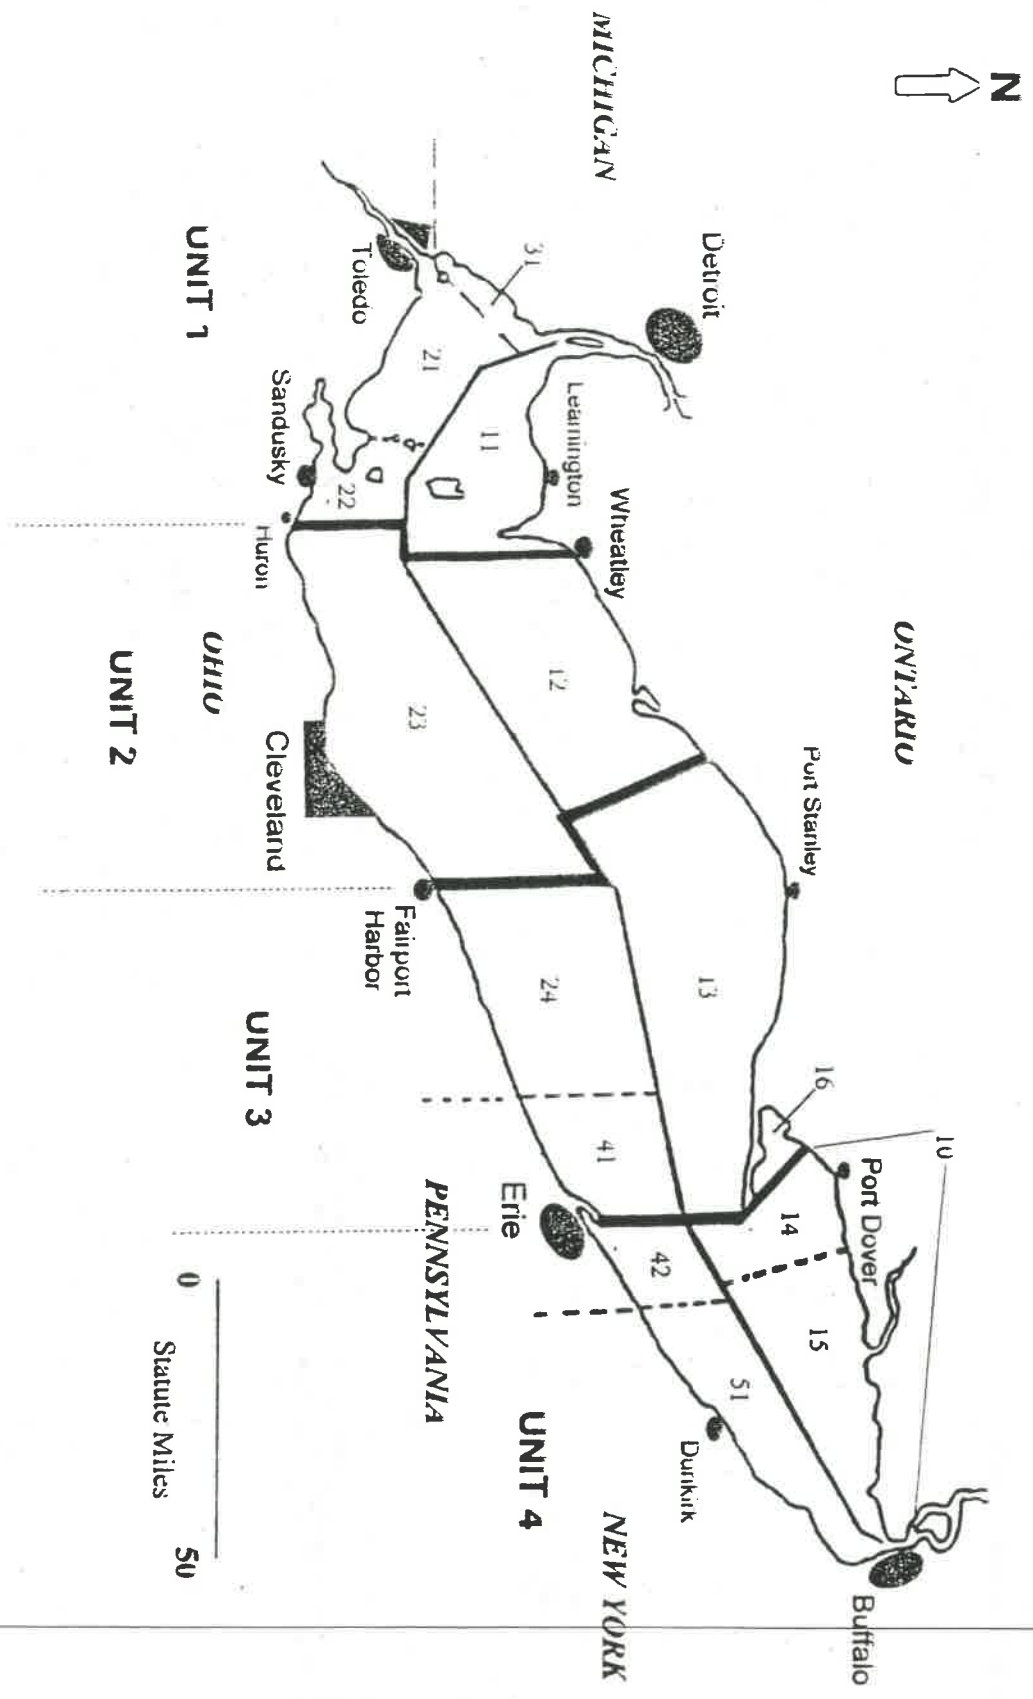 N
MICHIGAN
ONTARIO
Detroit
Leamington
Wheatley
Port Stanley
Port Dover
Buffalo
31
21
11
22
12
23
13
24
16
10
41
14
42
15
51
Toledo
Sandusky
Huron
Cleveland
Fairport
Harbor
Erie
Dunkirk
OHIO
PENNSYLVANIA
NEW YORK
UNIT 1
UNIT 2
UNIT 3
UNIT 4
0
50
Statute Miles